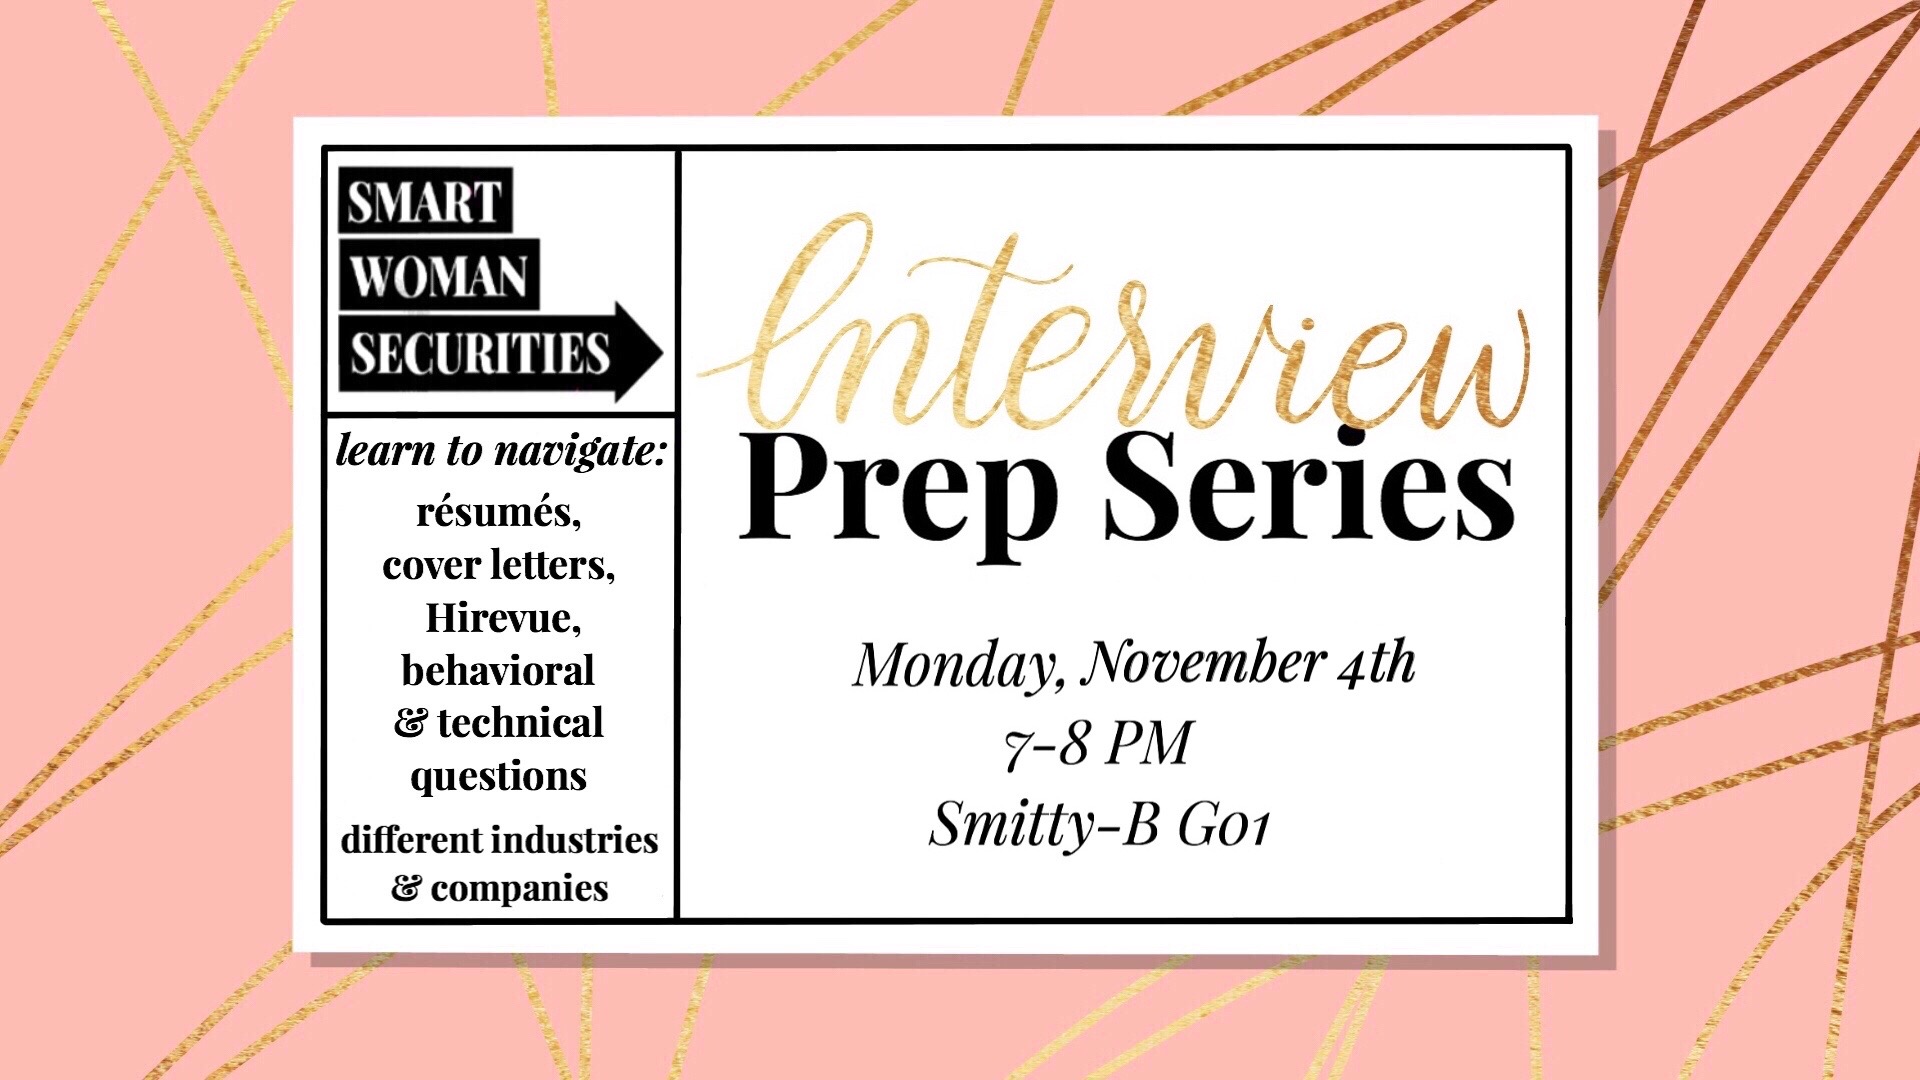 SMART
WOMAN
SECURITIES
learn to navigate:
résumés,
cover letters,
Hirevue,
behavioral
& technical
questions
different industries
& companies
Interview
Prep Series
Monday, November 4th
7-8 PM
Smitty-B G01